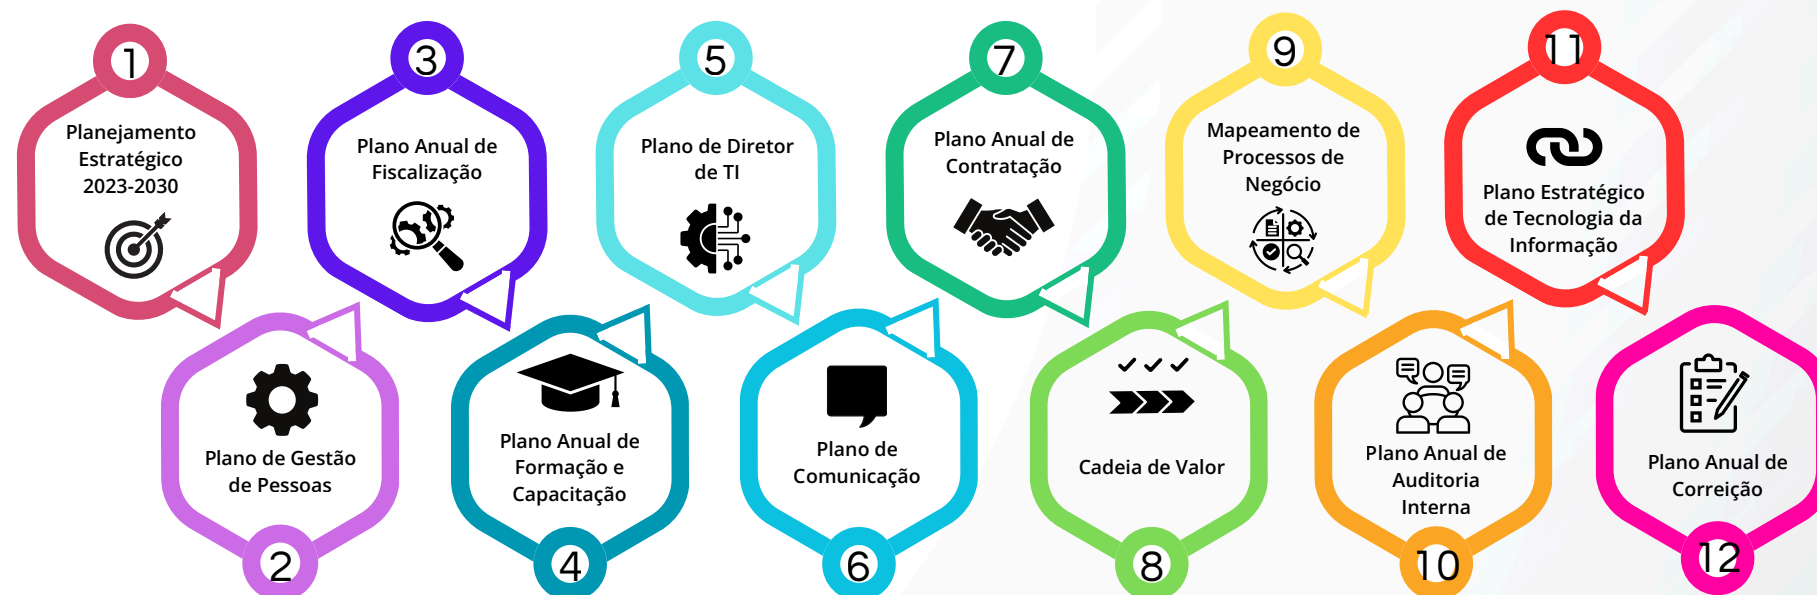 1
Planejamento
Estratégico
2023-2030
2
Plano de Gestão
de Pessoas
3
Plano Anual de
Fiscalização
4
Plano Anual de
Formação e
Capacitação
5
Plano de Diretor
de TI
6
Plano de
Comunicação
7
Plano Anual de
Contratação
8
Cadeia de Valor
9
Mapeamento de
Processos de
Negócio
10
Plano Anual de
Auditoria
Interna
11
Plano Estratégico
de Tecnologia da
Informação
12
Plano Anual de
Correição